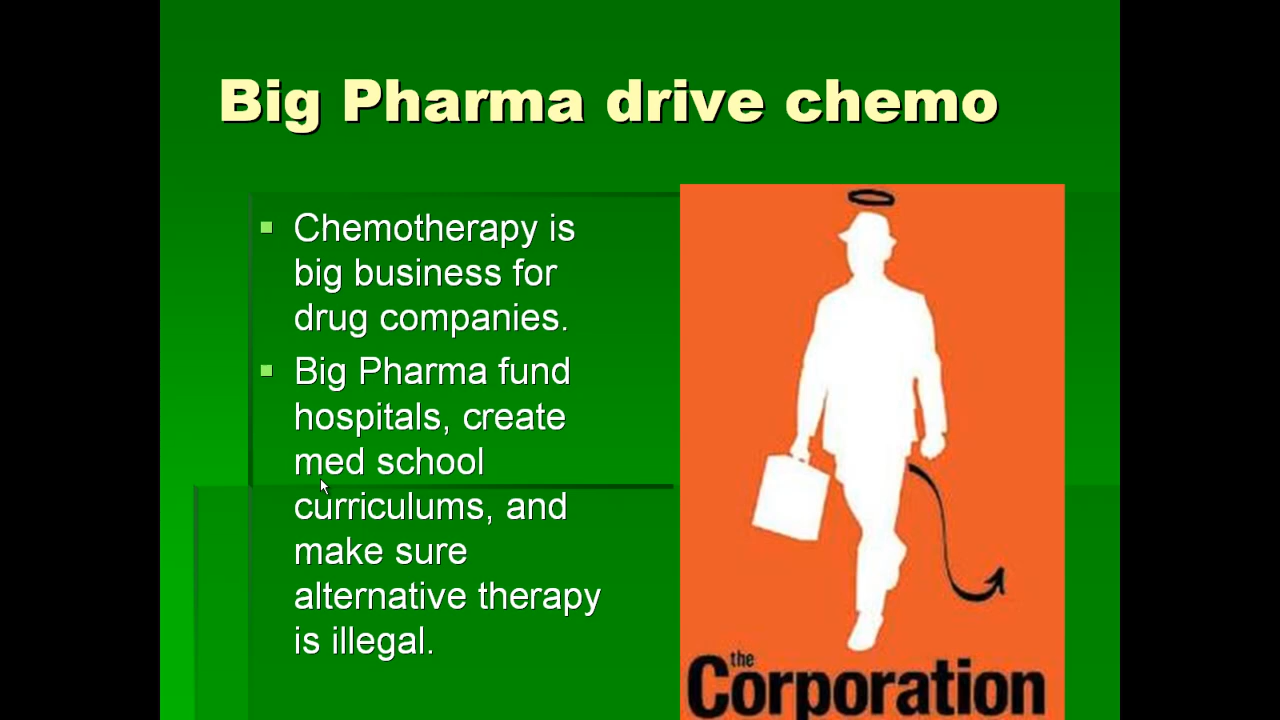 Big Pharma drive chemo
Chemotherapy is
big business for
drug companies.
Big Pharma fund
hospitals, create
med school
curriculums, and
make sure
alternative therapy
is illegal.
the
Corporation